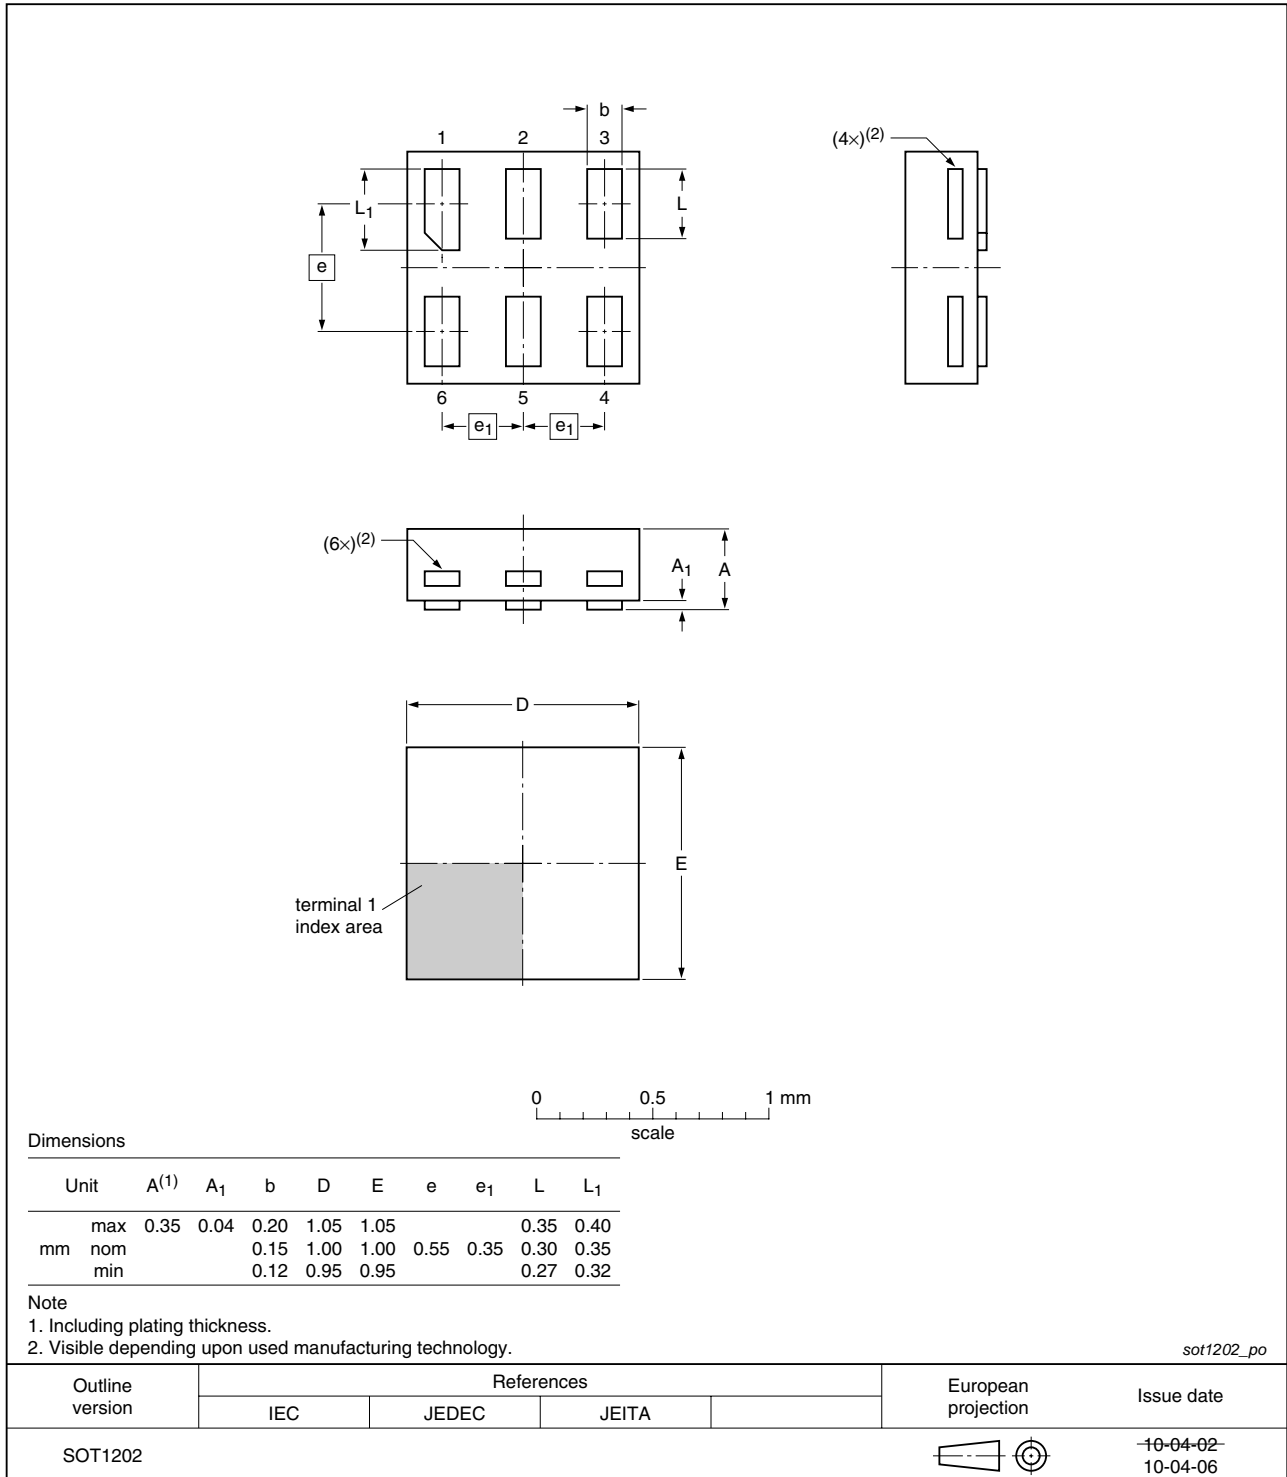 b
1 2 3
(4×)(2)
L1
L
e
6 5 4
e1 e1
(6×)(2)
A1 A
D
E
terminal 1
index area
0 0.5 1 mm
scale
Dimensions
Unit A(1) A1 b D E e e1 L L1
max 0.35 0.04 0.20 1.05 1.05 0.35 0.40
mm nom 0.15 1.00 1.00 0.55 0.35 0.30 0.35
min 0.12 0.95 0.95 0.27 0.32
Note
1. Including plating thickness.
2. Visible depending upon used manufacturing technology.
sot1202_po
Outline
version
References
IEC JEDEC JEITA
European
projection
Issue date
SOT1202
10-04-02
10-04-06